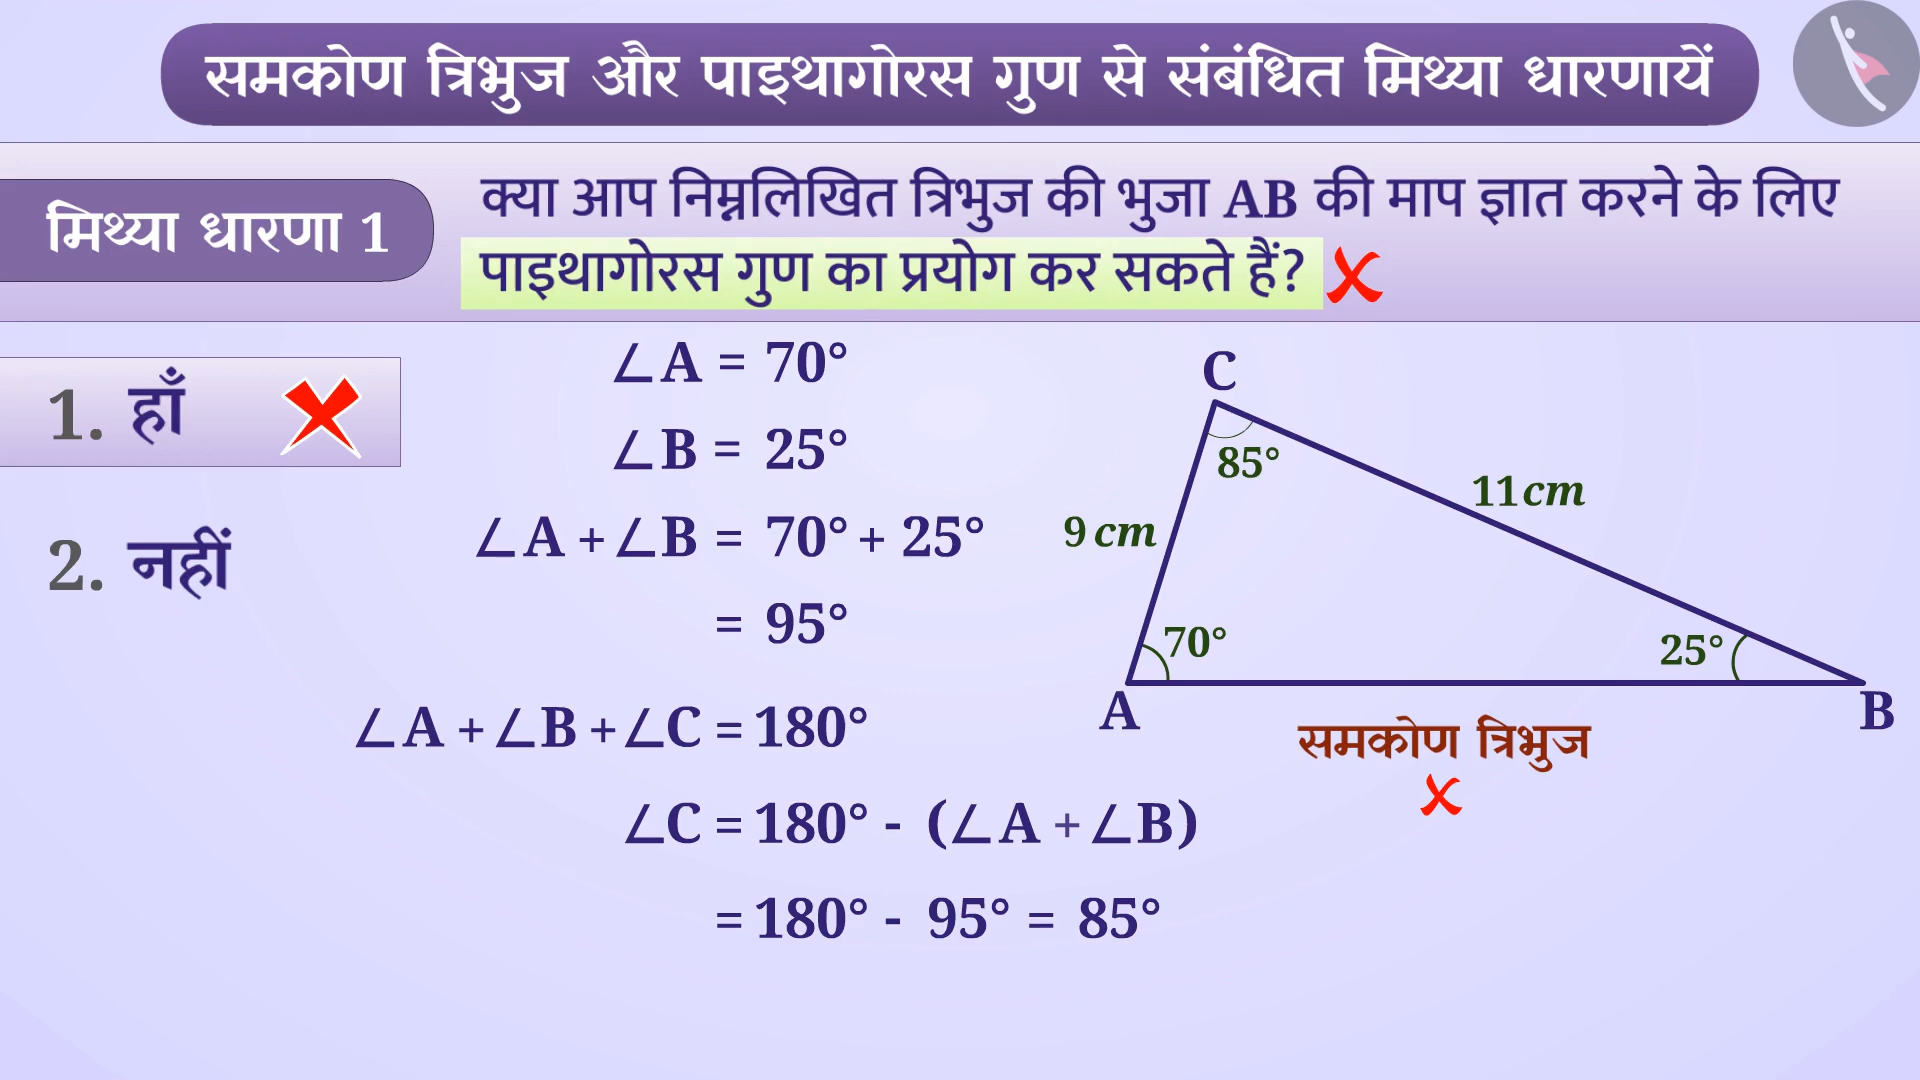 समकोण त्रिभुज और पाइथागोरस गुण से संबंधित मिथ्या धारणायें
मिथ्या धारणा 1
क्या आप निम्नलिखित त्रिभुज की भुजा AB की माप ज्ञात करने के लिए
पाइथागोरस गुण का प्रयोग कर सकते हैं?
1. हाँ
2. नहीं
∠A = 70°
∠B = 25°
∠A + ∠B = 70° + 25°
= 95°
∠A + ∠B + ∠C = 180°
∠C = 180° - (∠A + ∠B)
= 180° - 95° = 85°
C
85°
11 cm
9 cm
70°
25°
A
B
समकोण त्रिभुज